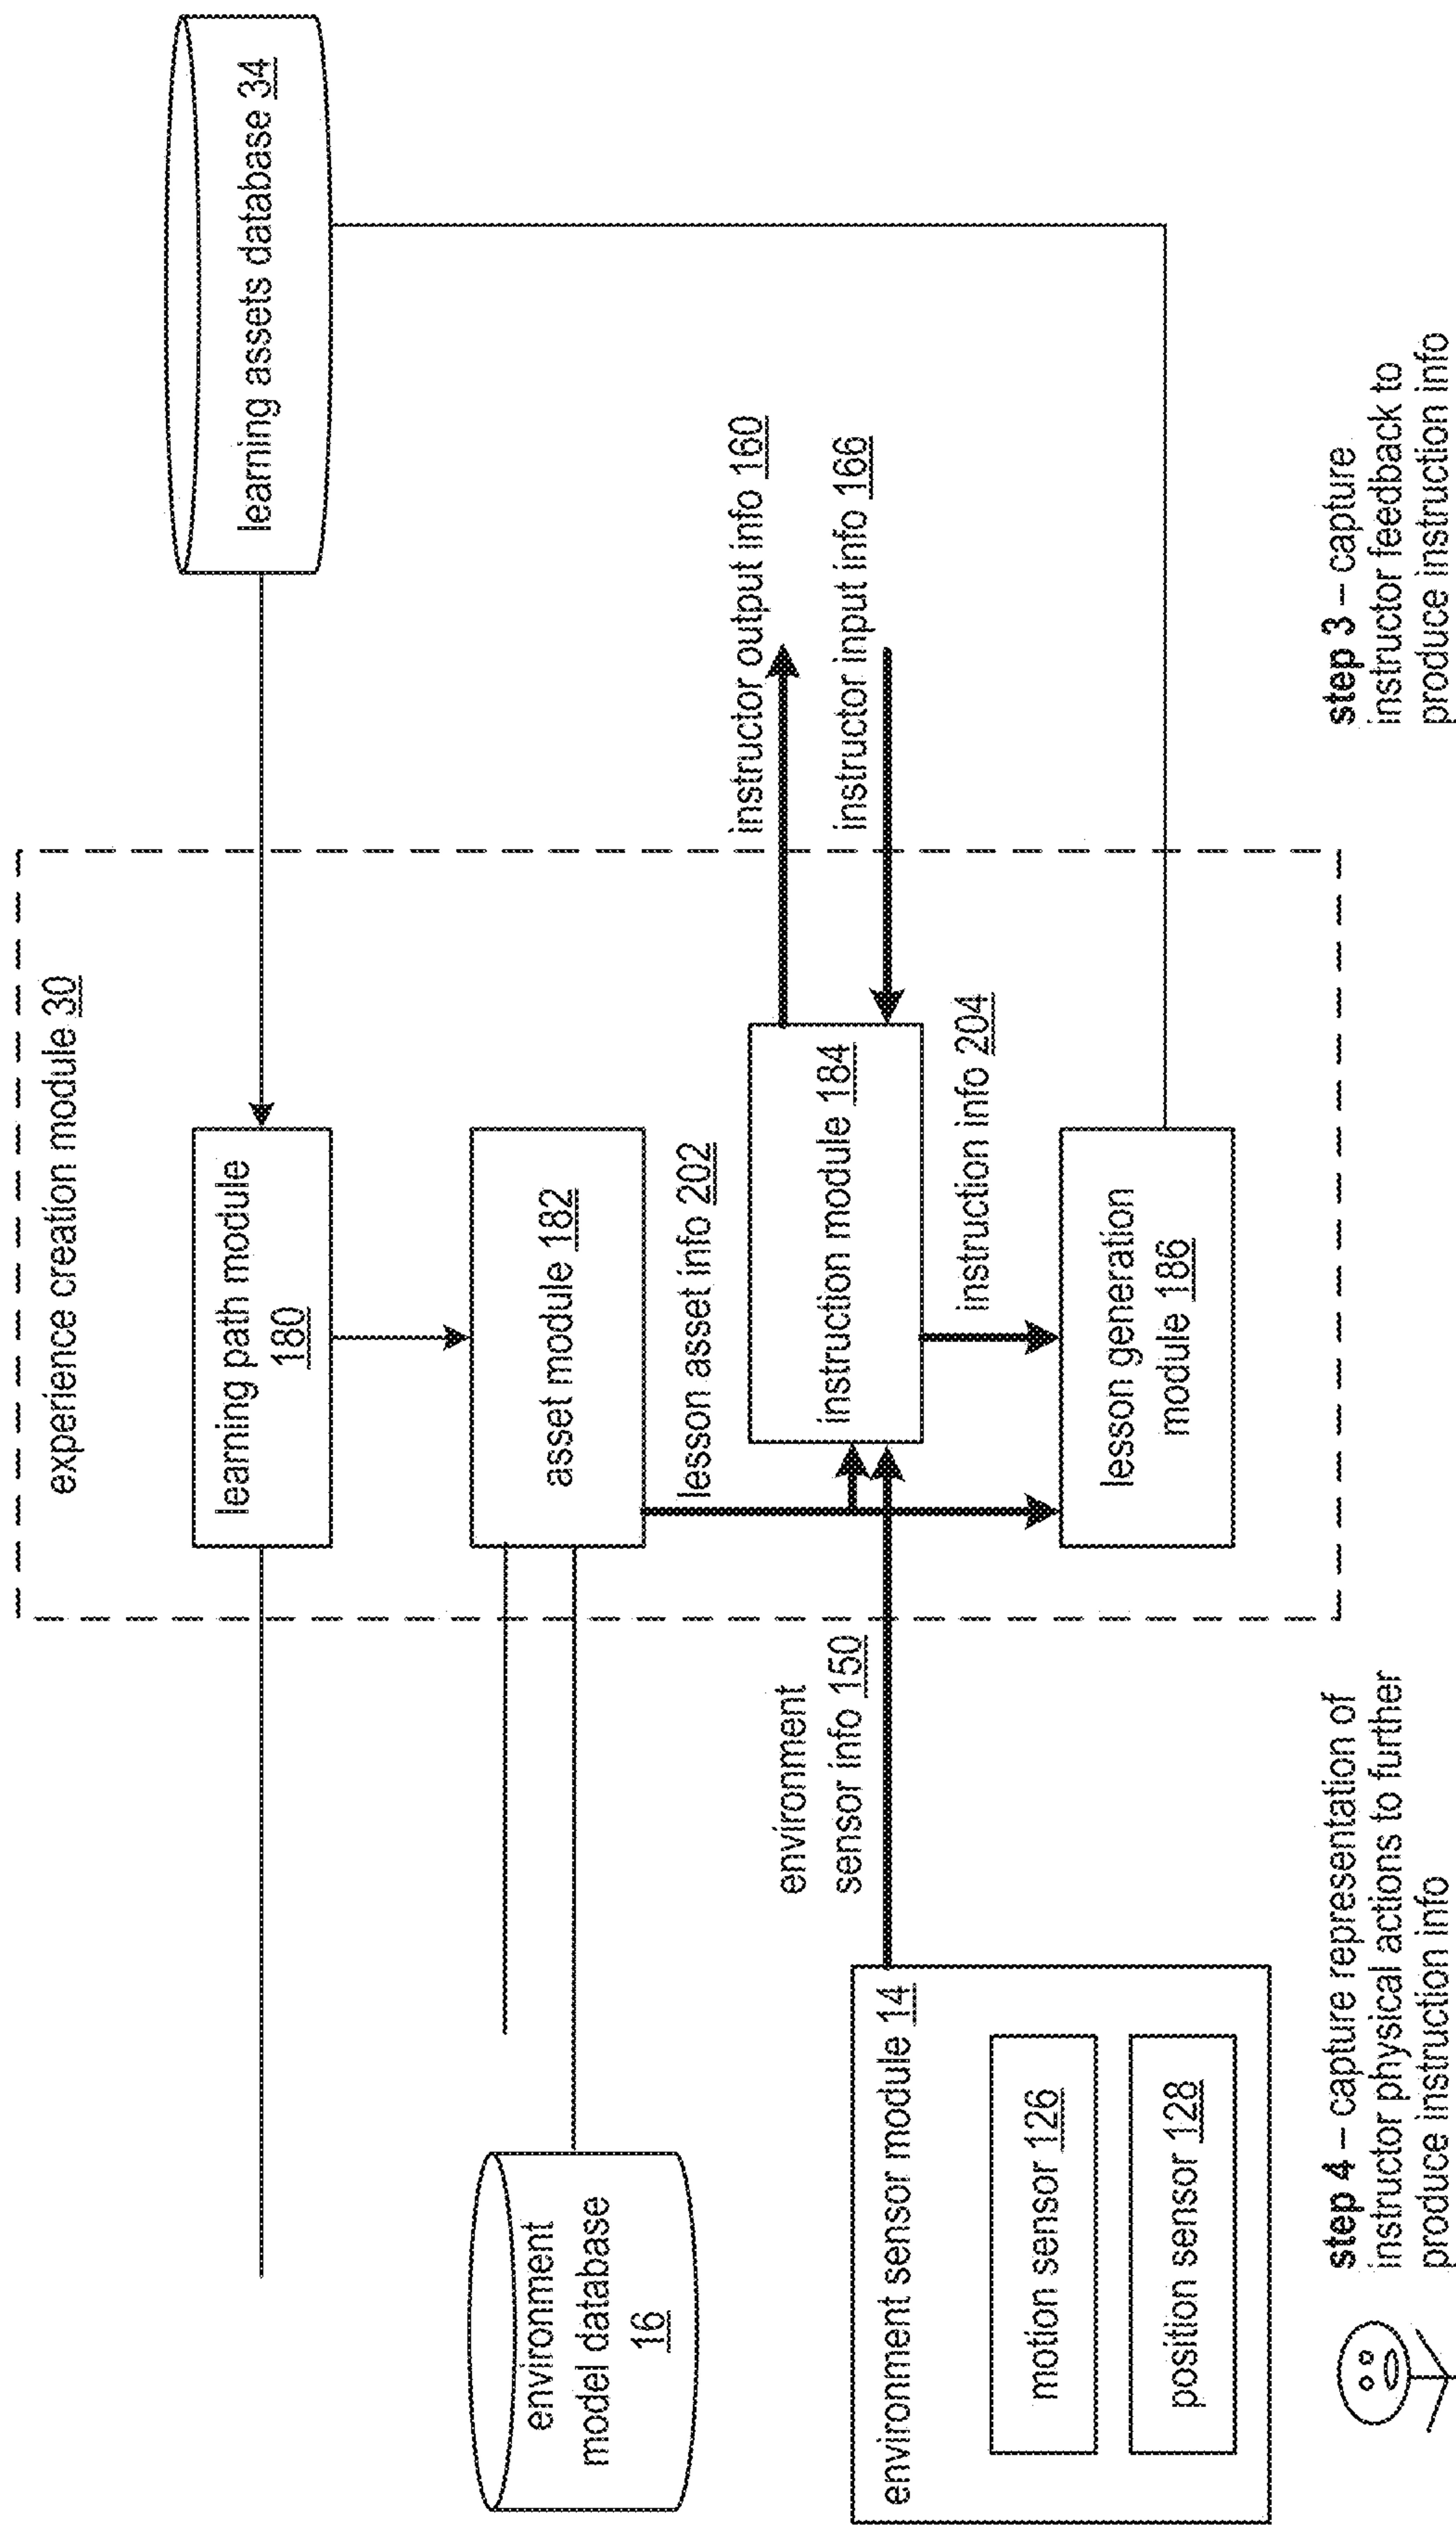 experience creation module 30
learning assets database 34
learning path module
180
environment
model database
16
asset module 182
lesson asset info 202
instructor output info 160
environment
sensor info 150
instruction module 184
instructor input info 166
environment sensor module 14
motion sensor 126
position sensor 128
instruction info 204
lesson generation
module 186
step 4 – capture representation of
instructor physical actions to further
produce instruction info
step 3 – capture
instructor feedback to
produce instruction info